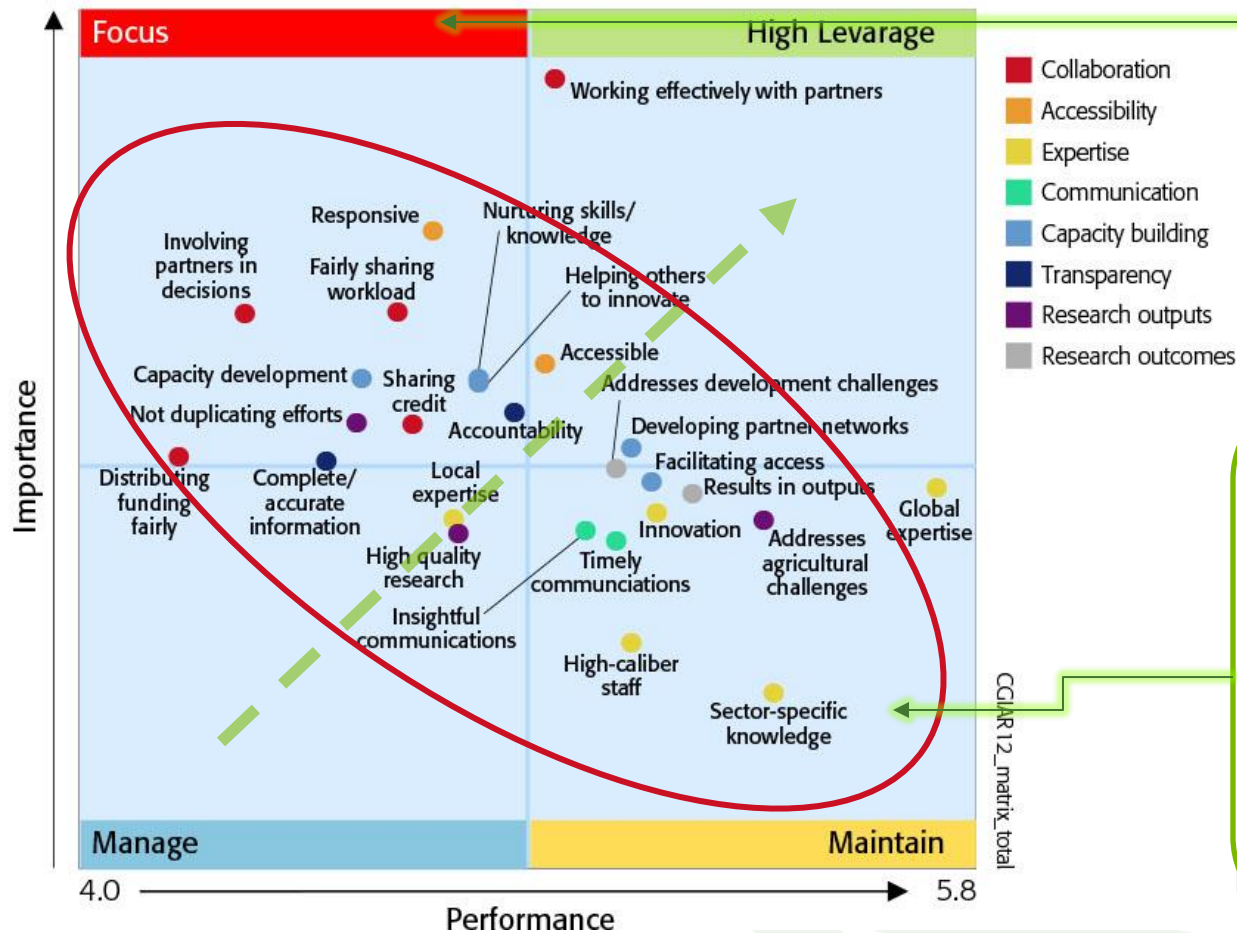 Focus
High Levarage
Working effectively with partners
Responsive
Nurturing skills/
knowledge
Involving
partners in
decisions
Fairly sharing
workload
Helping others
to innovate
Accessible
Capacity development
Sharing
credit
Addresses development challenges
Not duplicating efforts
Accountability
Developing partner networks
Distributing
funding
fairly
Complete/
accurate
information
Local
expertise
Facilitating access
Results in outputs
Global
expertise
Innovation
High quality
research
Timely
communciations
Addresses
agricultural
challenges
Insightful
communications
High-caliber
staff
Sector-specific
knowledge
Manage
Maintain
Importance
4.0
5.8
Performance
CGIAR12_matrix_total
Collaboration
Accessibility
Expertise
Communication
Capacity building
Transparency
Research outputs
Research outcomes